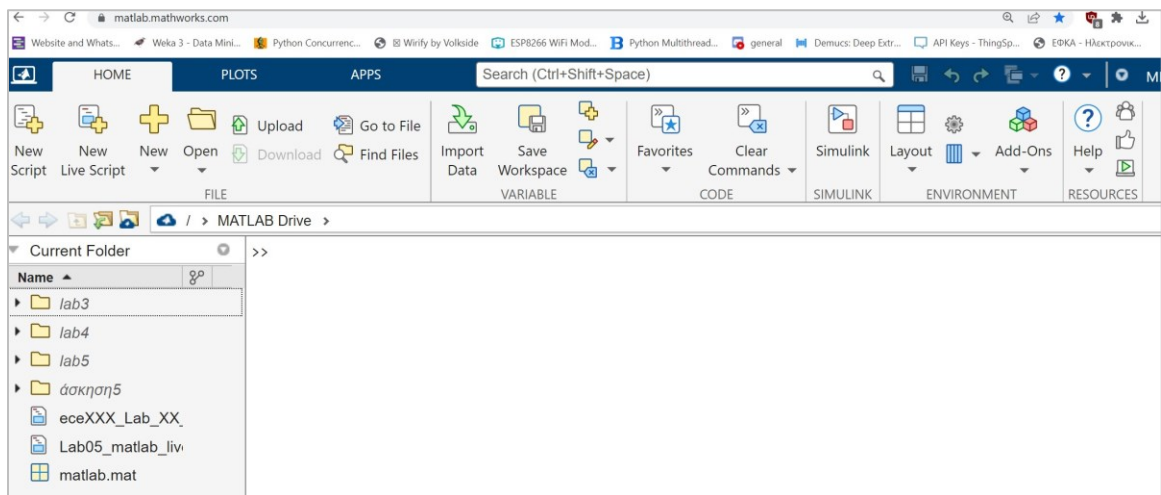 matlab.mathworks.com
Website and Whats... Weka 3 - Data Mini... Python Concurrenc... Wirify by Volkside ESP8266 WiFi Mod... Python Multithread... general Demucs: Deep Extr... API Keys - ThingSp... ΕΦΚΑ - Ηλεκτρονικ...
HOME PLOTS APPS Search (Ctrl+Shift+Space)
New Script
New Live Script
New
Open
Upload
Download
Go to File
Find Files
Import Data
Save Workspace
Favorites
Clear Commands
Simulink
Layout
Add-Ons
Help
FILE VARIABLE CODE SIMULINK ENVIRONMENT RESOURCES
/ > MATLAB Drive >
Current Folder
>>
Name
lab3
lab4
lab5
άσκηση5
eceXXX_Lab_XX_
Lab05_matlab_liv
matlab.mat